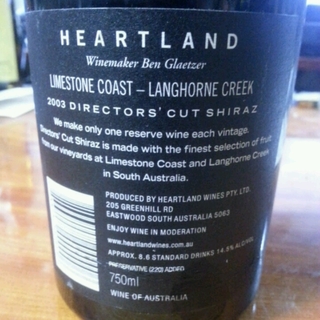 HEARTLAND
Winemaker Ben Glaetzer
LIMESTONE COAST – LANGHORNE CREEK
2003 DIRECTORS' CUT SHIRAZ
We make only one reserve wine each vintage.
Directors' Cut Shiraz is made with the finest selection of fruit
from our vineyards at Limestone Coast and Langhorne Creek
in South Australia.
PRODUCED BY HEARTLAND WINES PTY. LTD.
205 GREENHILL RD
EASTWOOD SOUTH AUSTRALIA 5063
ENJOY WINE IN MODERATION
www.heartlandwines.com.au
APPROX. 8.6 STANDARD DRINKS 14.5% ALC/VOL
PRESERVATIVE (220) ADDED
750ml
WINE OF AUSTRALIA